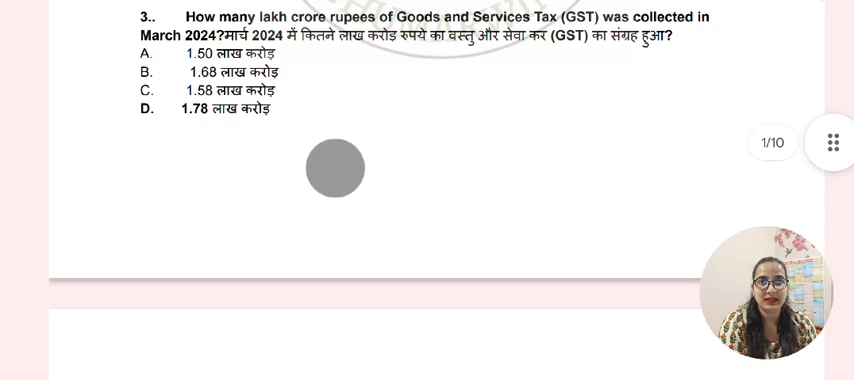 3.. How many lakh crore rupees of Goods and Services Tax (GST) was collected in
March 2024?मार्च 2024 में कितने लाख करोड़ रुपये का वस्तु और सेवा कर (GST) का संग्रह हुआ?
A. 1.50 लाख करोड़
B. 1.68 लाख करोड़
C. 1.58 लाख करोड़
D. 1.78 लाख करोड़
1/10